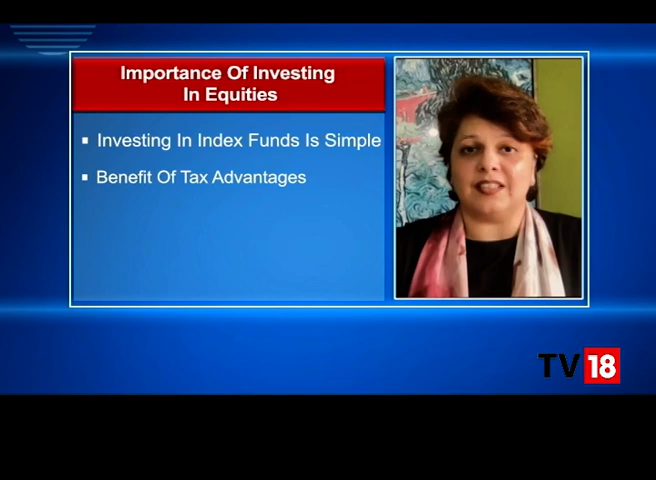 Importance Of Investing
In Equities
Investing In Index Funds Is Simple
Benefit Of Tax Advantages
TV18